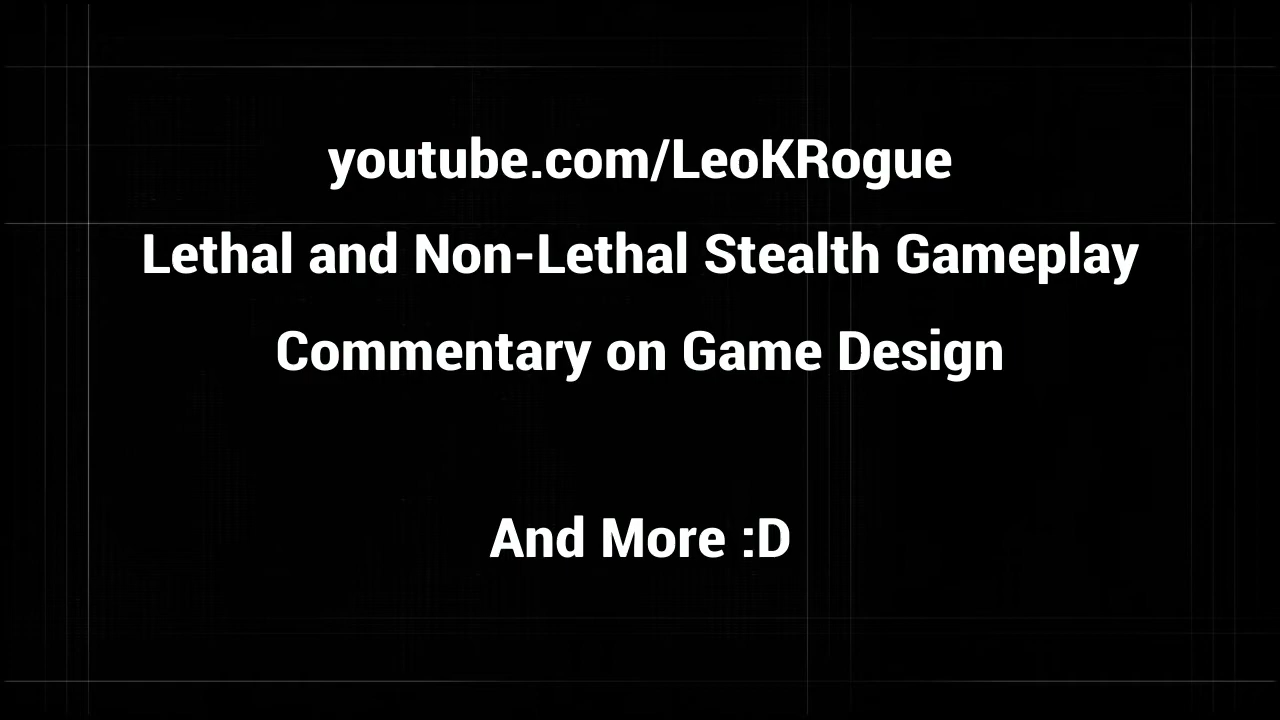 youtube.com/LeoKRogue
Lethal and Non-Lethal Stealth Gameplay
Commentary on Game Design
And More :D